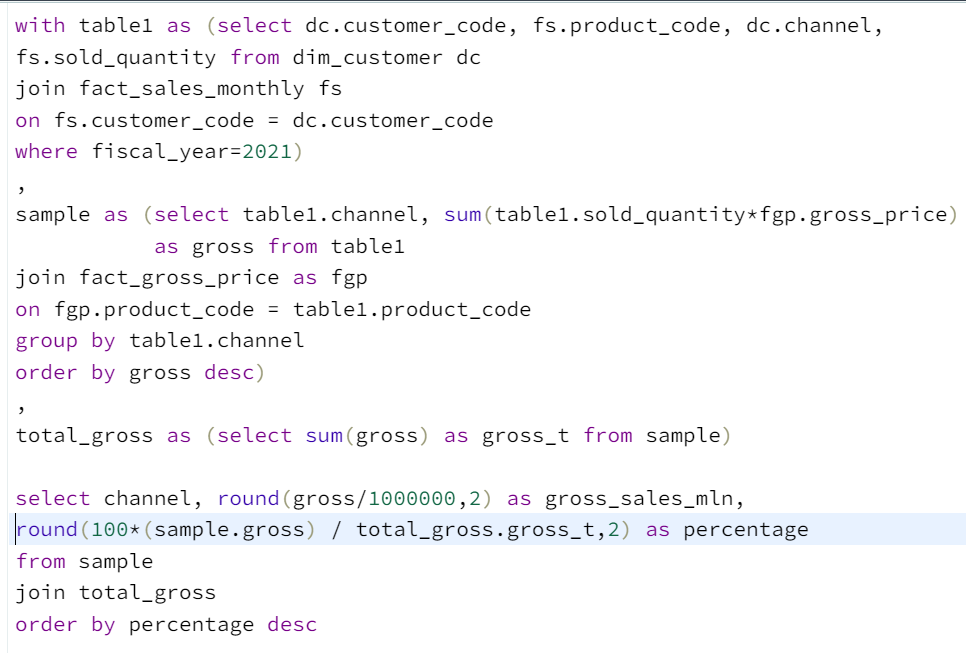 with table1 as (select dc.customer_code, fs.product_code, dc.channel,
fs.sold_quantity from dim_customer dc
join fact_sales_monthly fs
on fs.customer_code = dc.customer_code
where fiscal_year=2021)
,
sample as (select table1.channel, sum(table1.sold_quantity*fgp.gross_price)
as gross from table1
join fact_gross_price as fgp
on fgp.product_code = table1.product_code
group by table1.channel
order by gross desc)
,
total_gross as (select sum(gross) as gross_t from sample)
select channel, round(gross/1000000,2) as gross_sales_mln,
round(100*(sample.gross) / total_gross.gross_t,2) as percentage
from sample
join total_gross
order by percentage desc